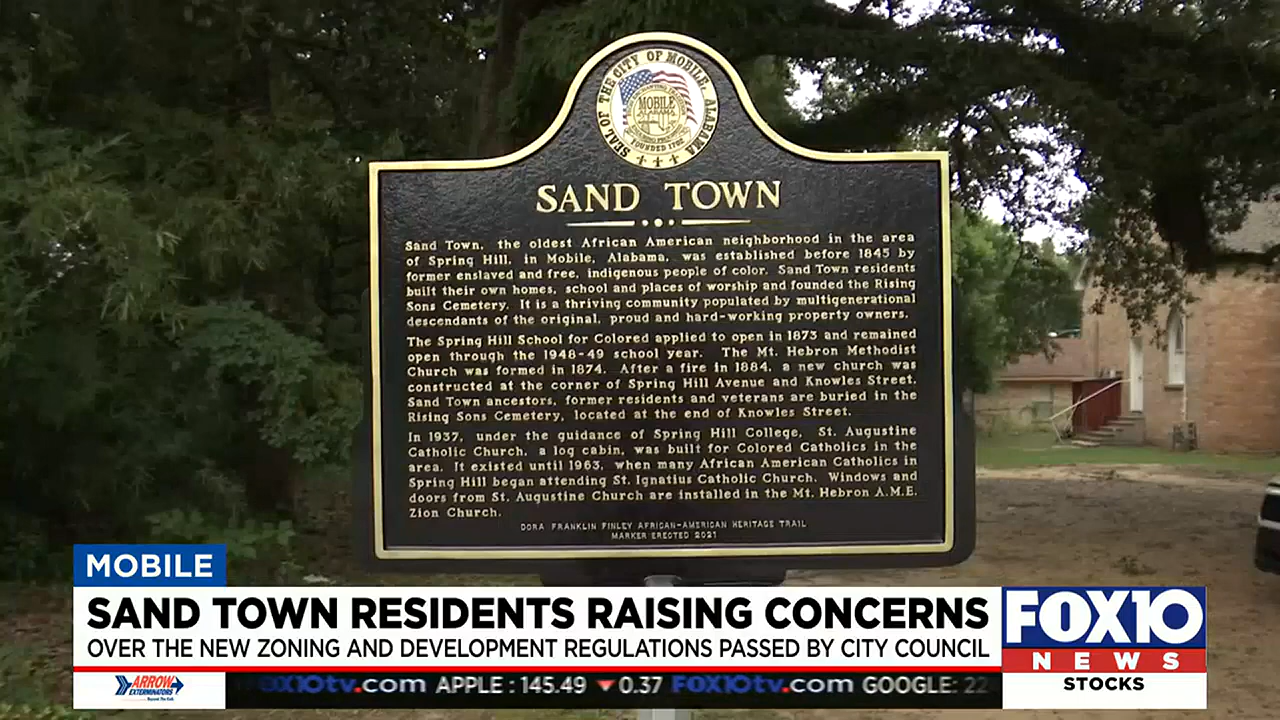 SEAL OF THE CITY OF MOBILE, ALABAMA
MOBILE
FOUNDED 1702
SAND TOWN
Sand Town, the oldest African American neighborhood in the area
of Spring Hill, in Mobile, Alabama, was established before 1845 by
former enslaved and free, indigenous people of color. Sand Town residents
built their own homes, school and places of worship and founded the Rising
Sons Cemetery. It is a thriving community populated by multigenerational
descendants of the original, proud and hard-working property owners.
The Spring Hill School for Colored applied to open in 1873 and remained
open through the 1948-49 school year. The Mt. Hebron Methodist
Church was formed in 1874. After a fire in 1884, a new church was
constructed at the corner of Spring Hill Avenue and Knowles Street.
Sand Town ancestors, former residents and veterans are buried in the
Rising Sons Cemetery, located at the end of Knowles Street.
In 1937, under the guidance of Spring Hill College, St. Augustine
Catholic Church, a log cabin, was built for Colored Catholics in the
area. It existed until 1963, when many African American Catholics in
Spring Hill began attending St. Ignatius Catholic Church. Windows and
doors from St. Augustine Church are installed in the Mt. Hebron A.M.E.
Zion Church.
DORA FRANKLIN FINLEY AFRICAN-AMERICAN HERITAGE TRAIL
MARKER ERECTED 2021
MOBILE
SAND TOWN RESIDENTS RAISING CONCERNS
OVER THE NEW ZONING AND DEVELOPMENT REGULATIONS PASSED BY CITY COUNCIL
FOX10
NEWS
STOCKS
ARROW
EXTERMINATORS
FOX10tv.com APPLE : 145.49 ▼ 0.37 FOX10tv.com GOOGLE: 22